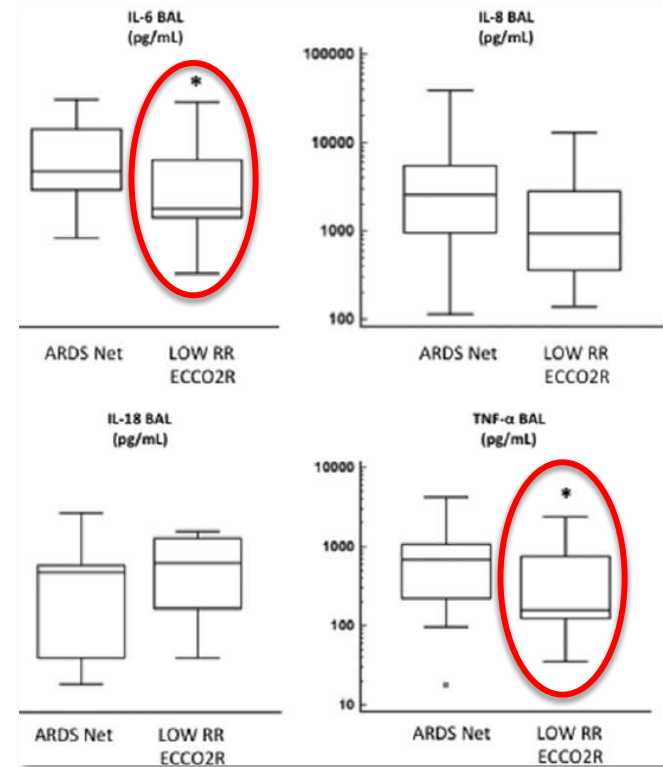 IL-6 BAL
(pg/mL)
*
ARDS Net
LOW RR
ECCO2R
IL-8 BAL
(pg/mL)
100000
10000
1000
100
ARDS Net
LOW RR
ECCO2R
IL-18 BAL
(pg/mL)
ARDS Net
LOW RR
ECCO2R
TNF-α BAL
(pg/mL)
10000
1000
100
10
*
ARDS Net
LOW RR
ECCO2R